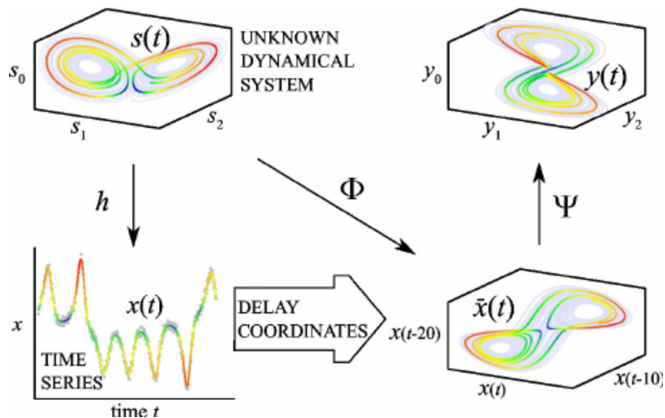 s(t)
UNKNOWN
DYNAMICAL
SYSTEM
s₀
s₁
s₂
y₀
y(t)
y₁
y₂
h
Φ
Ψ
x
x(t)
TIME
SERIES
time t
DELAY
COORDINATES
x(t-20)
x̄(t)
x(t)
x(t-10)